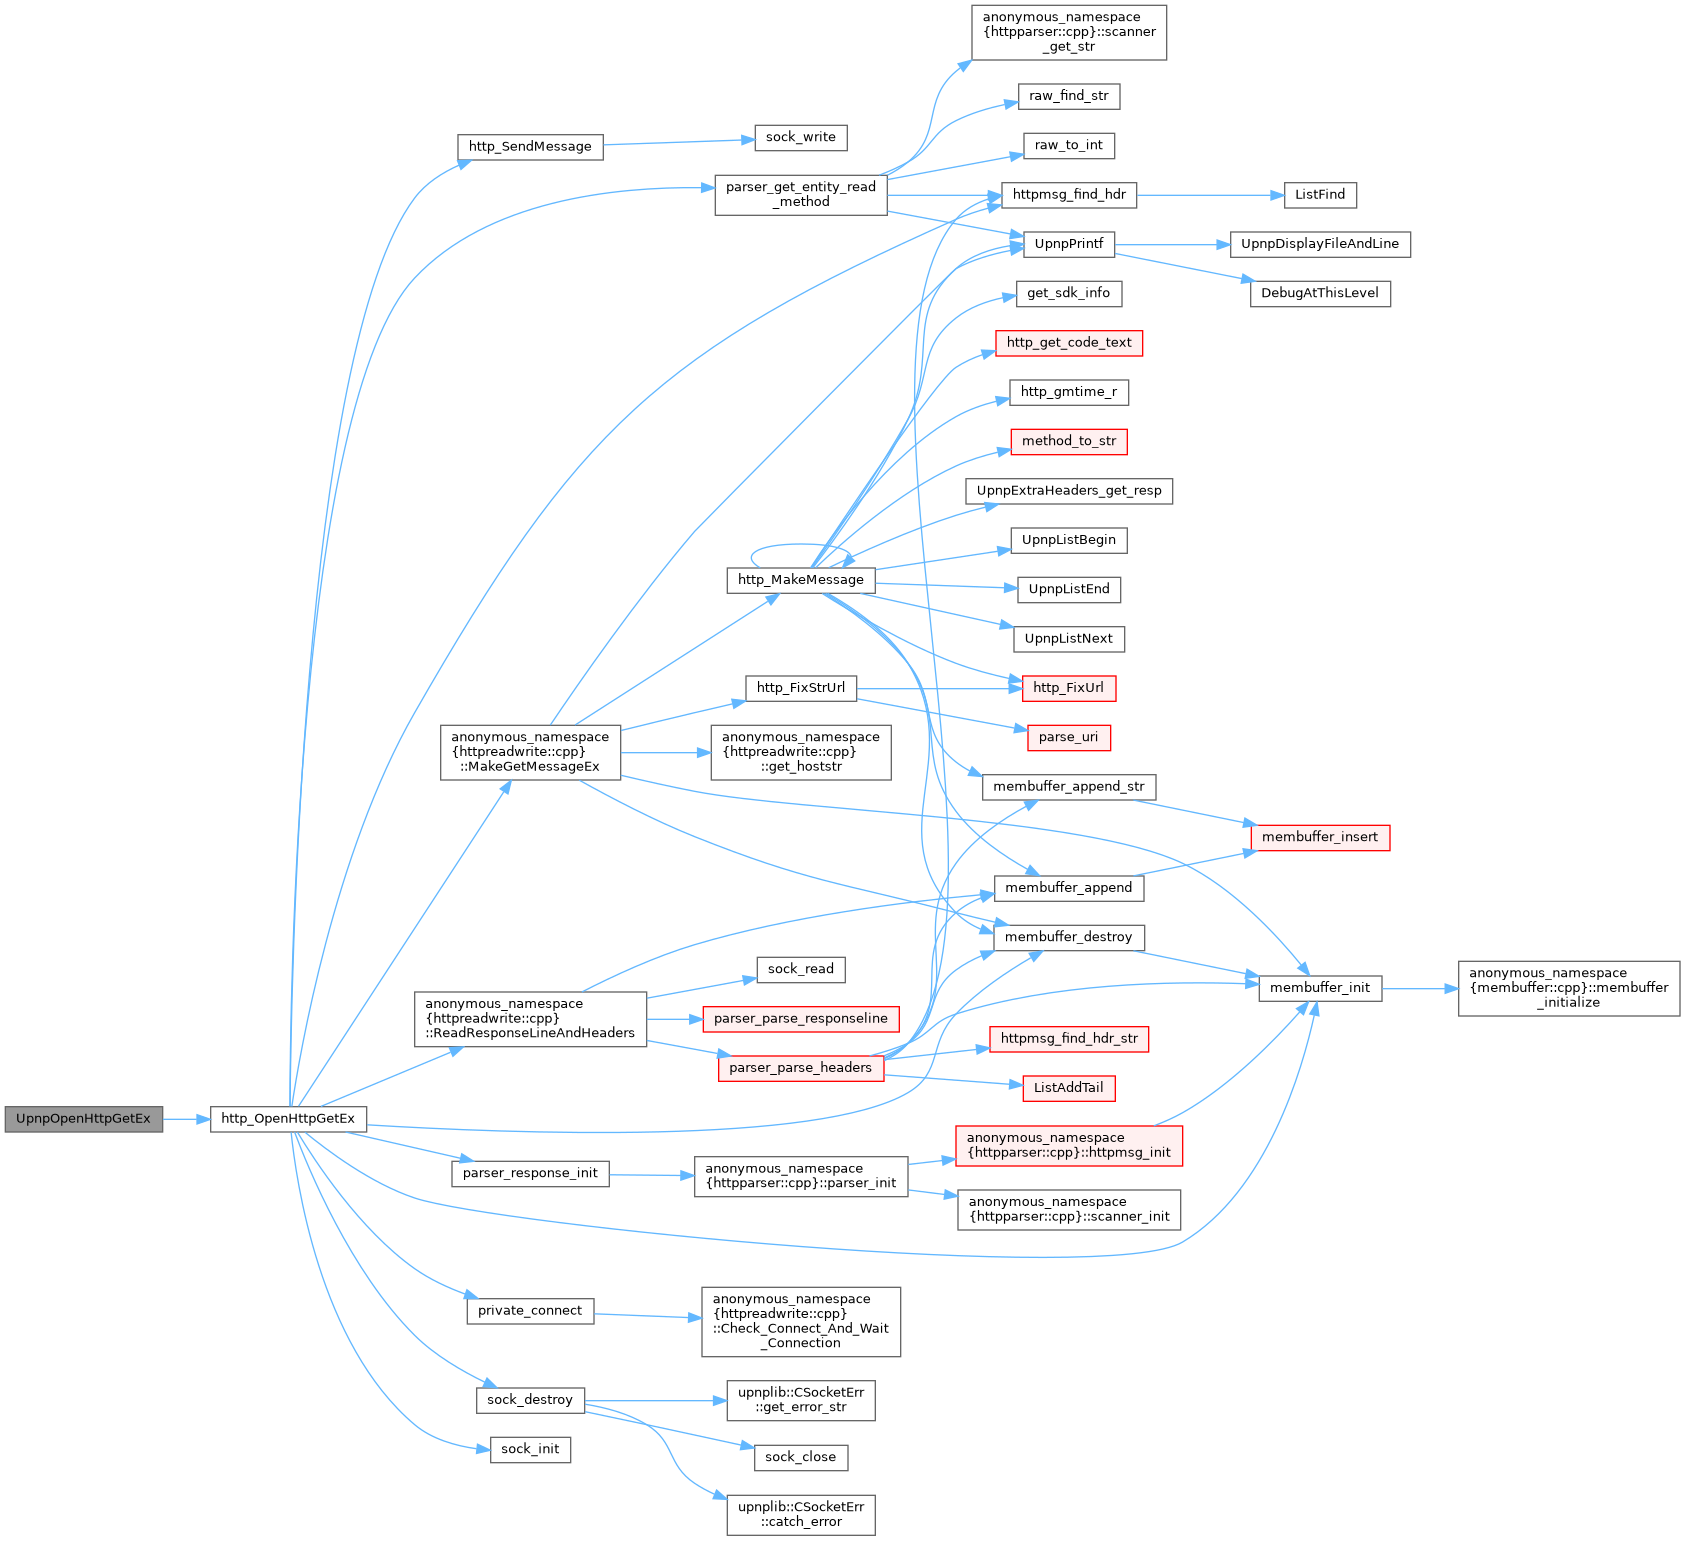 anonymous_namespace
{httpparser::cpp}::scanner
_get_str
raw_find_str
http_SendMessage
sock_write
raw_to_int
parser_get_entity_read
_method
httpmsg_find_hdr
ListFind
UpnpPrintf
UpnpDisplayFileAndLine
get_sdk_info
DebugAtThisLevel
http_get_code_text
http_gmtime_r
method_to_str
UpnpExtraHeaders_get_resp
UpnpListBegin
http_MakeMessage
UpnpListEnd
UpnpListNext
http_FixStrUrl
http_FixUrl
anonymous_namespace
{httpreadwrite::cpp}
::MakeGetMessageEx
anonymous_namespace
{httpreadwrite::cpp}
::get_hoststr
parse_uri
membuffer_append_str
membuffer_insert
membuffer_append
membuffer_destroy
sock_read
membuffer_init
anonymous_namespace
{membuffer::cpp}::membuffer
_initialize
anonymous_namespace
{httpreadwrite::cpp}
::ReadResponseLineAndHeaders
parser_parse_responseline
httpmsg_find_hdr_str
parser_parse_headers
ListAddTail
UpnpOpenHttpGetEx
http_OpenHttpGetEx
anonymous_namespace
{httpparser::cpp}::httpmsg_init
parser_response_init
anonymous_namespace
{httpparser::cpp}::parser_init
anonymous_namespace
{httpparser::cpp}::scanner_init
private_connect
anonymous_namespace
{httpreadwrite::cpp}
::Check_Connect_And_Wait
_Connection
sock_destroy
upnplib::CSocketErr
::get_error_str
sock_init
sock_close
upnplib::CSocketErr
::catch_error